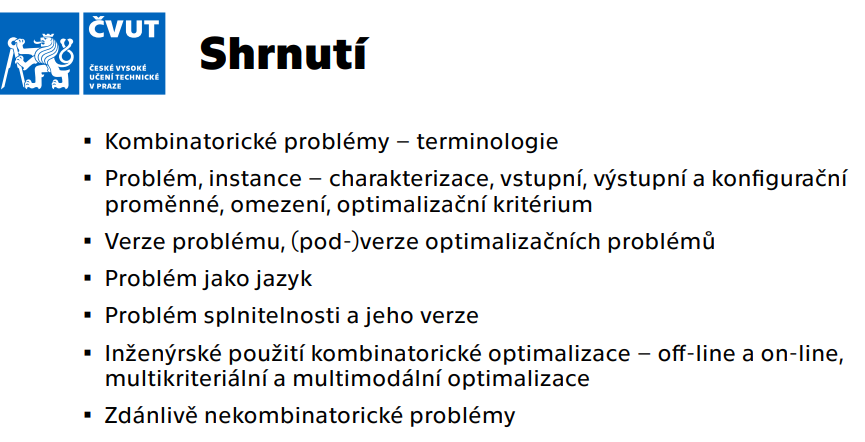 ČVUT
ČESKÉ VYSOKÉ
UČENÍ TECHNICKÉ
V PRAZE
Shrnutí
▪ Kombinatorické problémy – terminologie
▪ Problém, instance – charakterizace, vstupní, výstupní a konfigurační
proměnné, omezení, optimalizační kritérium
▪ Verze problému, (pod-)verze optimalizačních problémů
▪ Problém jako jazyk
▪ Problém splnitelnosti a jeho verze
▪ Inženýrské použití kombinatorické optimalizace – off-line a on-line,
multikriteriální a multimodální optimalizace
▪ Zdánlivě nekombinatorické problémy